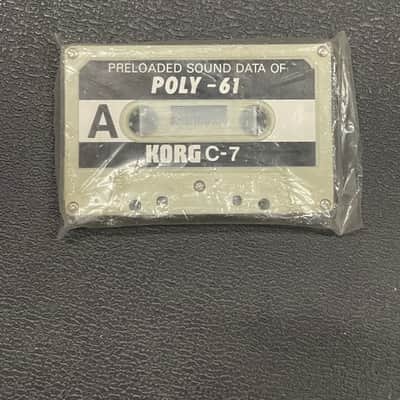 PRELOADED SOUND DATA OF
POLY-61
A
KORG C-7